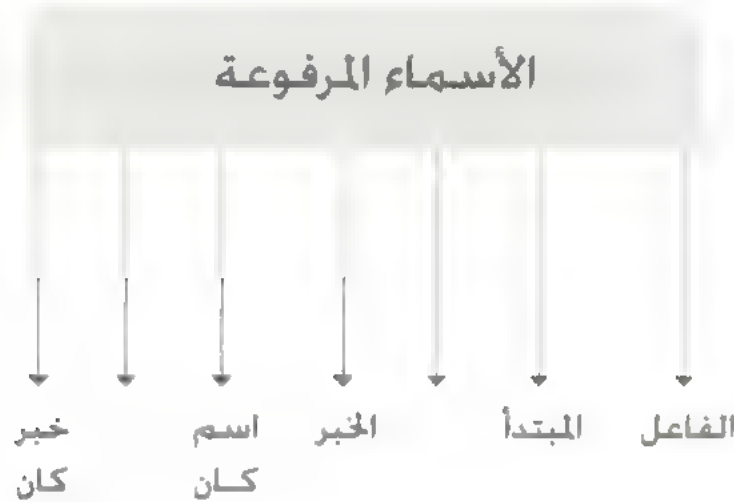 الأسماء المرفوعة
الفاعل المبتدأ الخبر اسم خبر
كان كان